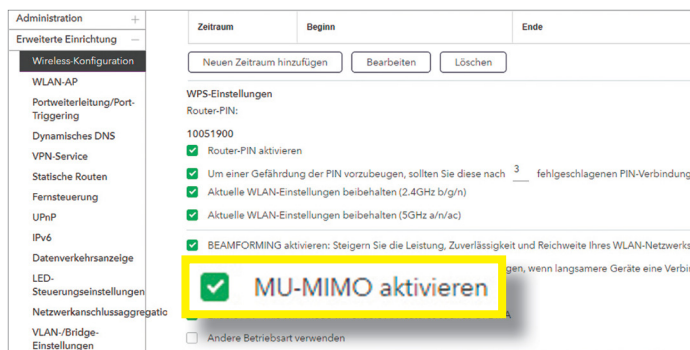 Administration
Erweiterte Einrichtung
Wireless-Konfiguration
WLAN-AP
Portweiterleitung/Port-
Triggering
Dynamisches DNS
VPN-Service
Statische Routen
Fernsteuerung
UPnP
IPv6
Datenverkehrsanzeige
LED-
Steuerungseinstellungen
Netzwerkanschlussaggregatic
VLAN-/Bridge-
Einstellungen
Zeitraum Beginn Ende
Neuen Zeitraum hinzufügen Bearbeiten Löschen
WPS-Einstellungen
Router-PIN:
10051900
Router-PIN aktivieren
Um einer Gefährdung der PIN vorzubeugen, sollten Sie diese nach 3 fehlgeschlagenen PIN-Verbindung
Aktuelle WLAN-Einstellungen beibehalten (2.4GHz b/g/n)
Aktuelle WLAN-Einstellungen beibehalten (5GHz a/n/ac)
BEAMFORMING aktivieren: Steigern Sie die Leistung, Zuverlässigkeit und Reichweite Ihres WLAN-Netzwerks
gen, wenn langsamere Geräte eine Verbi
MU-MIMO aktivieren
Andere Betriebsart verwenden